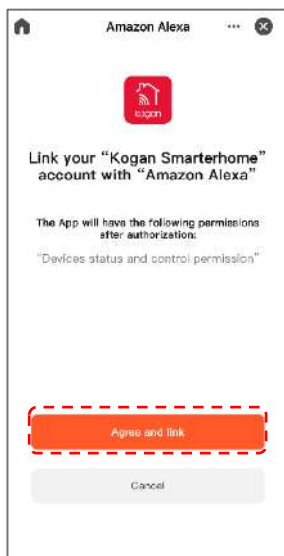 Amazon Alexa
kogan
Link your “Kogan Smarterhome”
account with “Amazon Alexa”
The App will have the following permissions
after authorization:
“Devices status and control permission”
Agree and link
Cancel